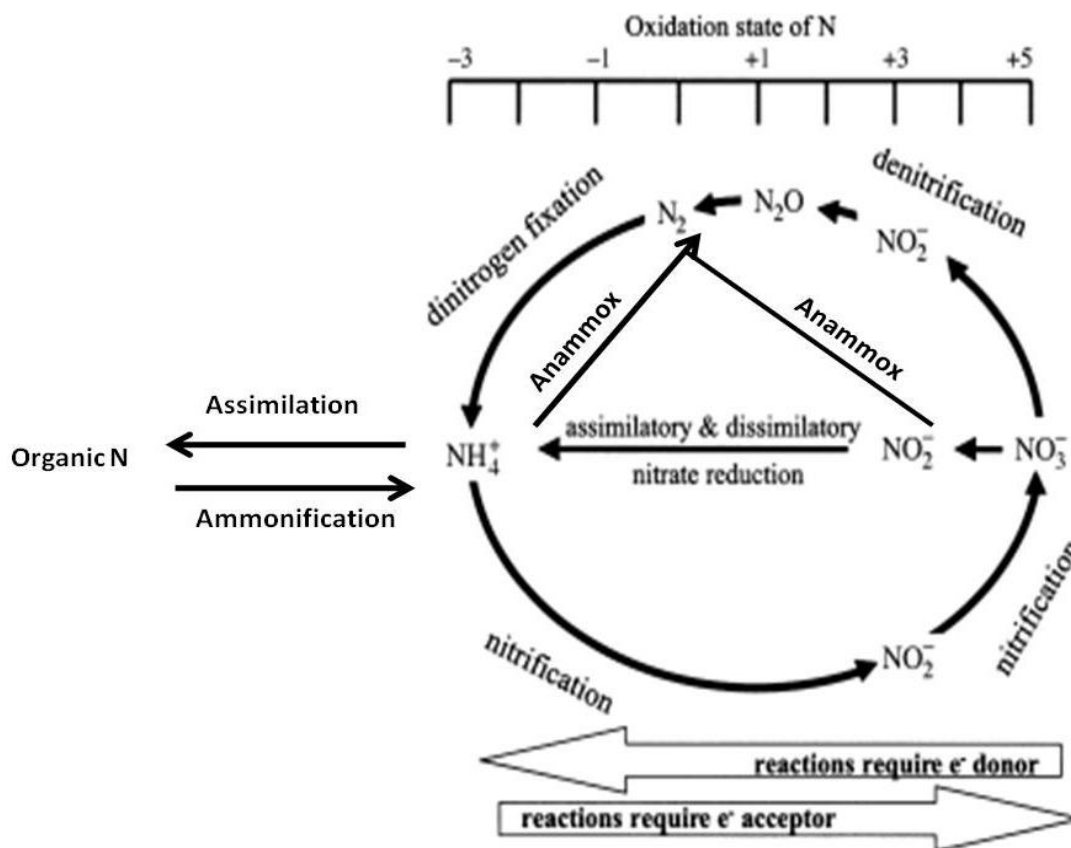 Oxidation state of N
−3 −1 +1 +3 +5
denitrification
dinitrogen fixation
N₂ N₂O
NO₂⁻
Anammox
Anammox
Assimilation
Organic N
Ammonification
NH₄⁺
assimilatory & dissimilatory
nitrate reduction
NO₂⁻ NO₃⁻
nitrification
NO₂⁻
nitrification
reactions require e⁻ donor
reactions require e⁻ acceptor